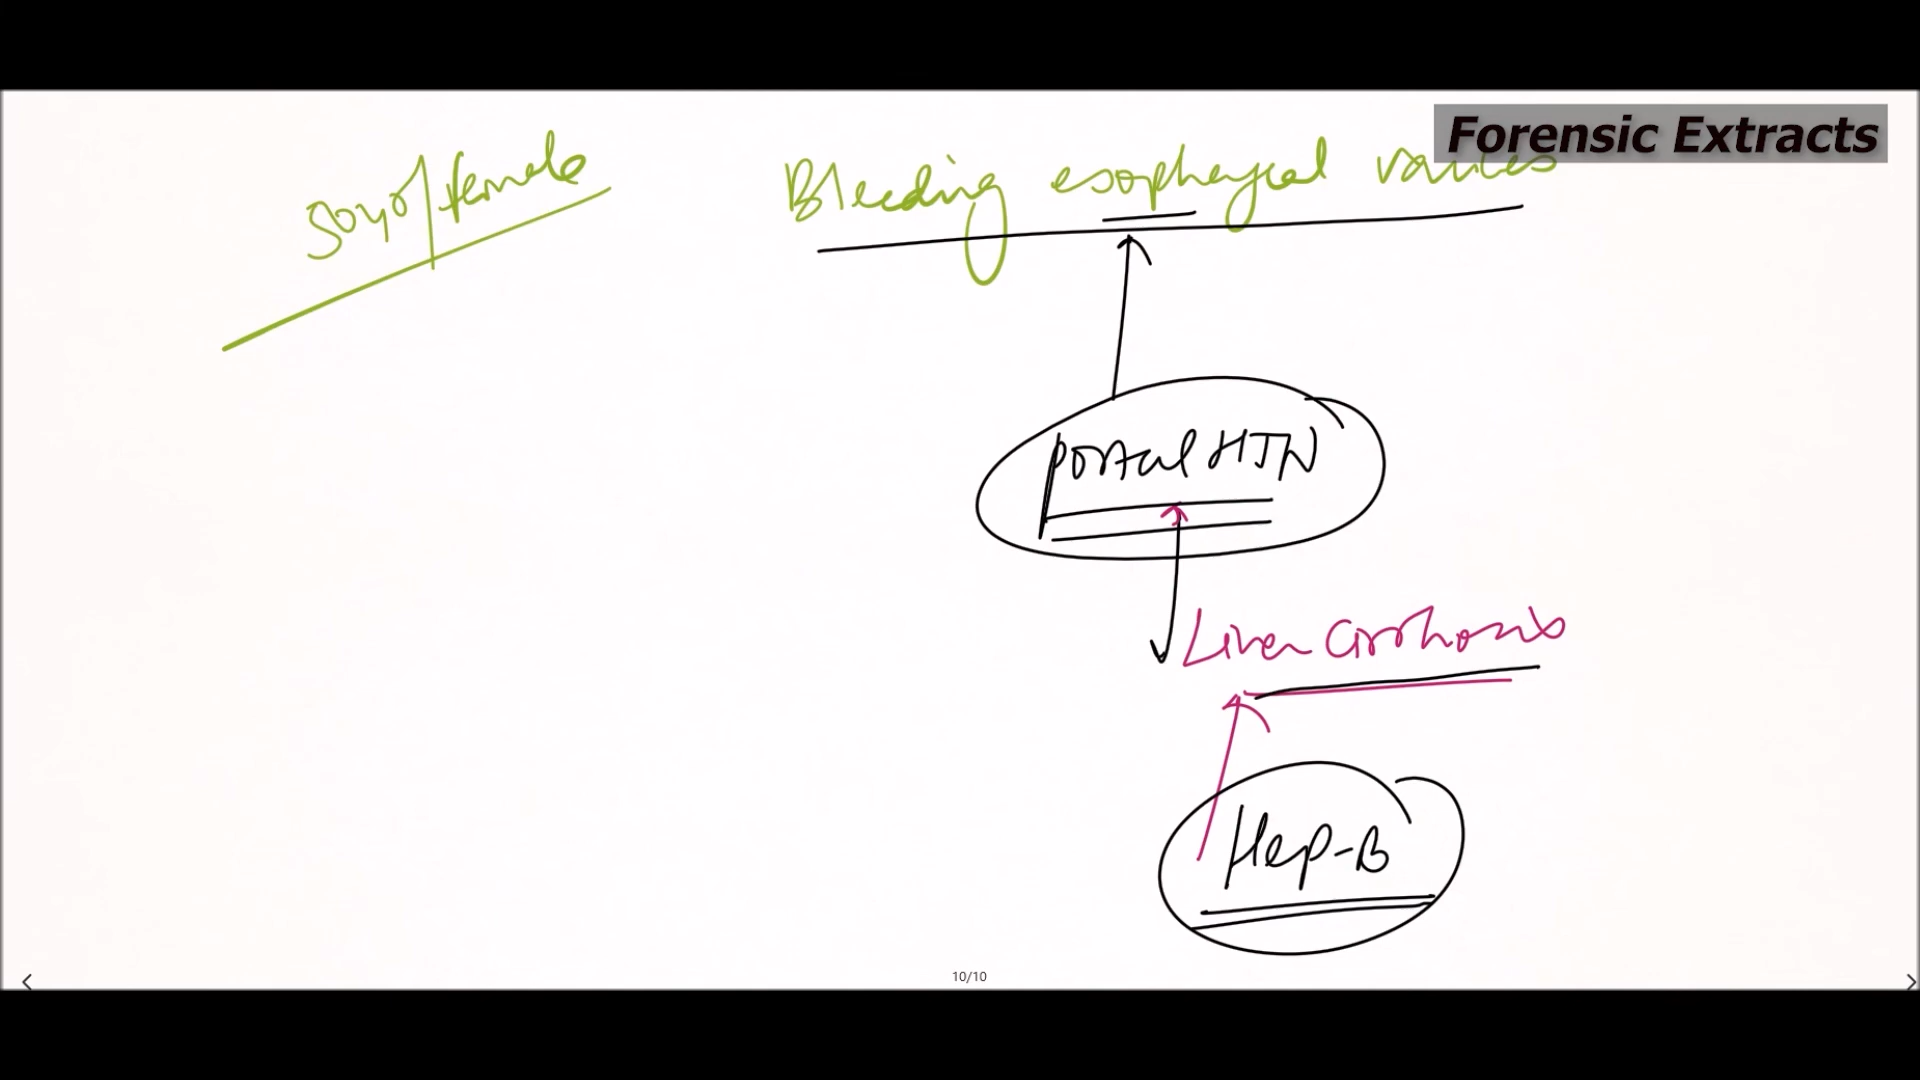 Forensic Extracts
50yo/female
Bleeding esophageal varices
portal HTN
Liver Cirrhosis
Hep-B
10/10